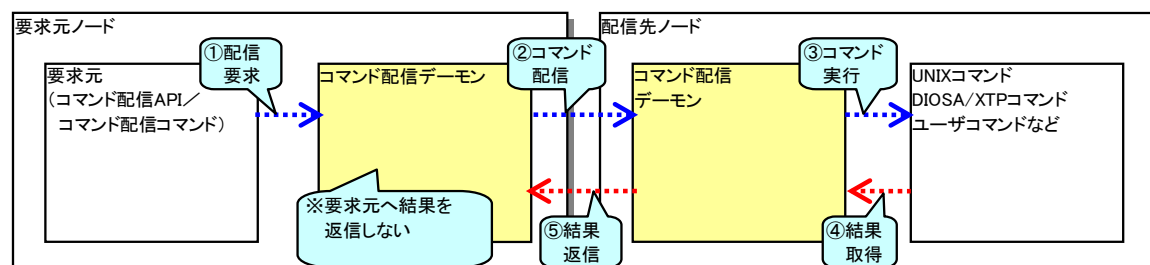 要求元ノード
配信先ノード
①配信
要求
②コマンド
配信
③コマンド
実行
要求元
(コマンド配信API/
コマンド配信コマンド)
コマンド配信デーモン
コマンド配信
デーモン
UNIXコマンド
DIOSA/XTPコマンド
ユーザコマンドなど
※要求元へ結果を
返信しない
⑤結果
返信
④結果
取得